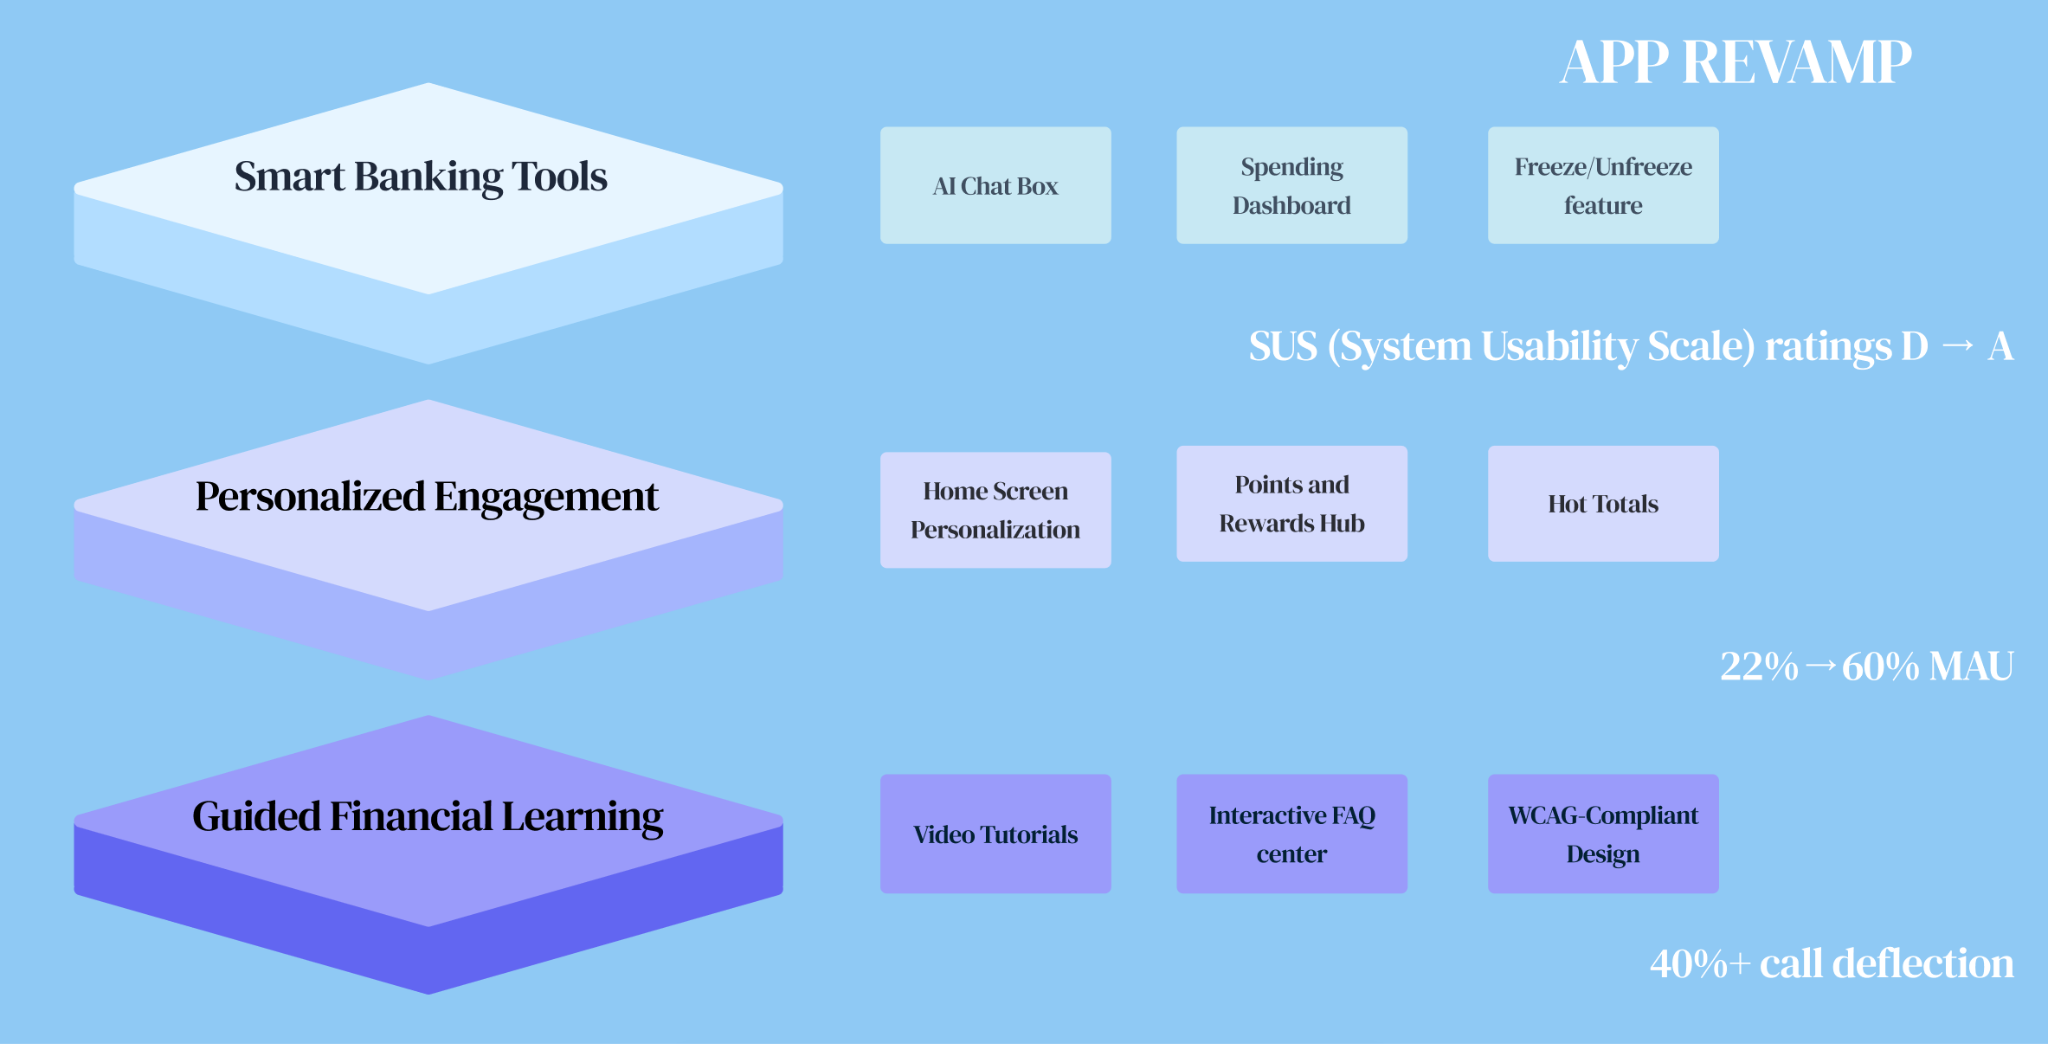 APP REVAMP
Smart Banking Tools
AI Chat Box
Spending
Dashboard
Freeze/Unfreeze
feature
SUS (System Usability Scale) ratings D → A
Personalized Engagement
Home Screen
Personalization
Points and
Rewards Hub
Hot Totals
22%→60% MAU
Guided Financial Learning
Video Tutorials
Interactive FAQ
center
WCAG-Compliant
Design
40%+ call deflection